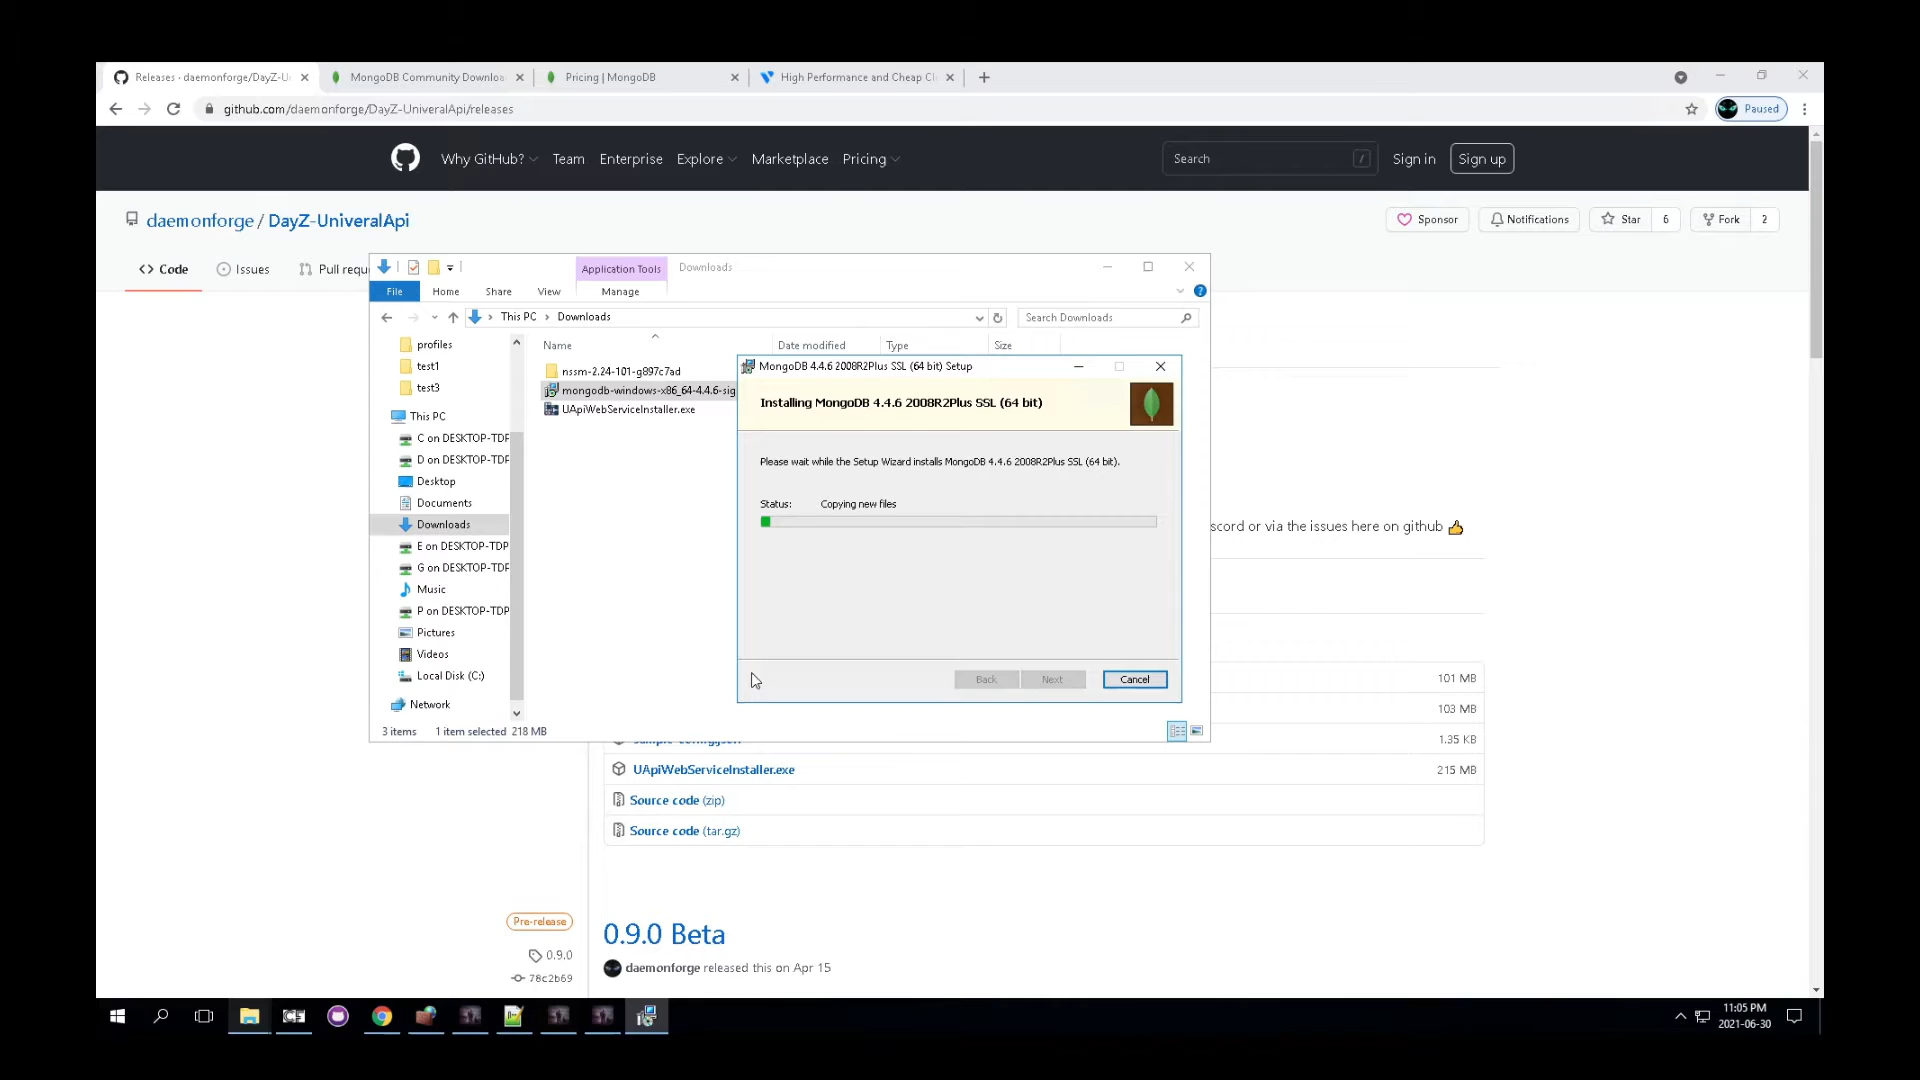 Releases · daemonforge/DayZ-U
MongoDB Community Downloa
Pricing | MongoDB
High Performance and Cheap Cl
github.com/daemonforge/DayZ-UniveralApi/releases
Paused
Why GitHub?
Team
Enterprise
Explore
Marketplace
Pricing
Search
/
Sign in
Sign up
daemonforge / DayZ-UniveralApi
Sponsor
Notifications
Star
6
Fork
2
Code
Issues
Pull requ
Application Tools
Downloads
File
Home
Share
View
Manage
This PC
Downloads
Search Downloads
profiles
test1
test3
This PC
C on DESKTOP-TDP
D on DESKTOP-TDP
Desktop
Documents
Downloads
E on DESKTOP-TDP
G on DESKTOP-TDP
Music
P on DESKTOP-TDP
Pictures
Videos
Local Disk (C:)
Network
Name
Date modified
Type
Size
nssm-2.24-101-g897c7ad
mongodb-windows-x86_64-4.4.6-sig
UApiWebServiceInstaller.exe
3 items
1 item selected 218 MB
MongoDB 4.4.6 2008R2Plus SSL (64 bit) Setup
Installing MongoDB 4.4.6 2008R2Plus SSL (64 bit)
Please wait while the Setup Wizard installs MongoDB 4.4.6 2008R2Plus SSL (64 bit).
Status:
Copying new files
Back
Next
Cancel
scord or via the issues here on github
101 MB
103 MB
1.35 KB
UApiWebServiceInstaller.exe
215 MB
Source code (zip)
Source code (tar.gz)
Pre-release
0.9.0
78c2b69
0.9.0 Beta
daemonforge released this on Apr 15
11:05 PM
2021-06-30